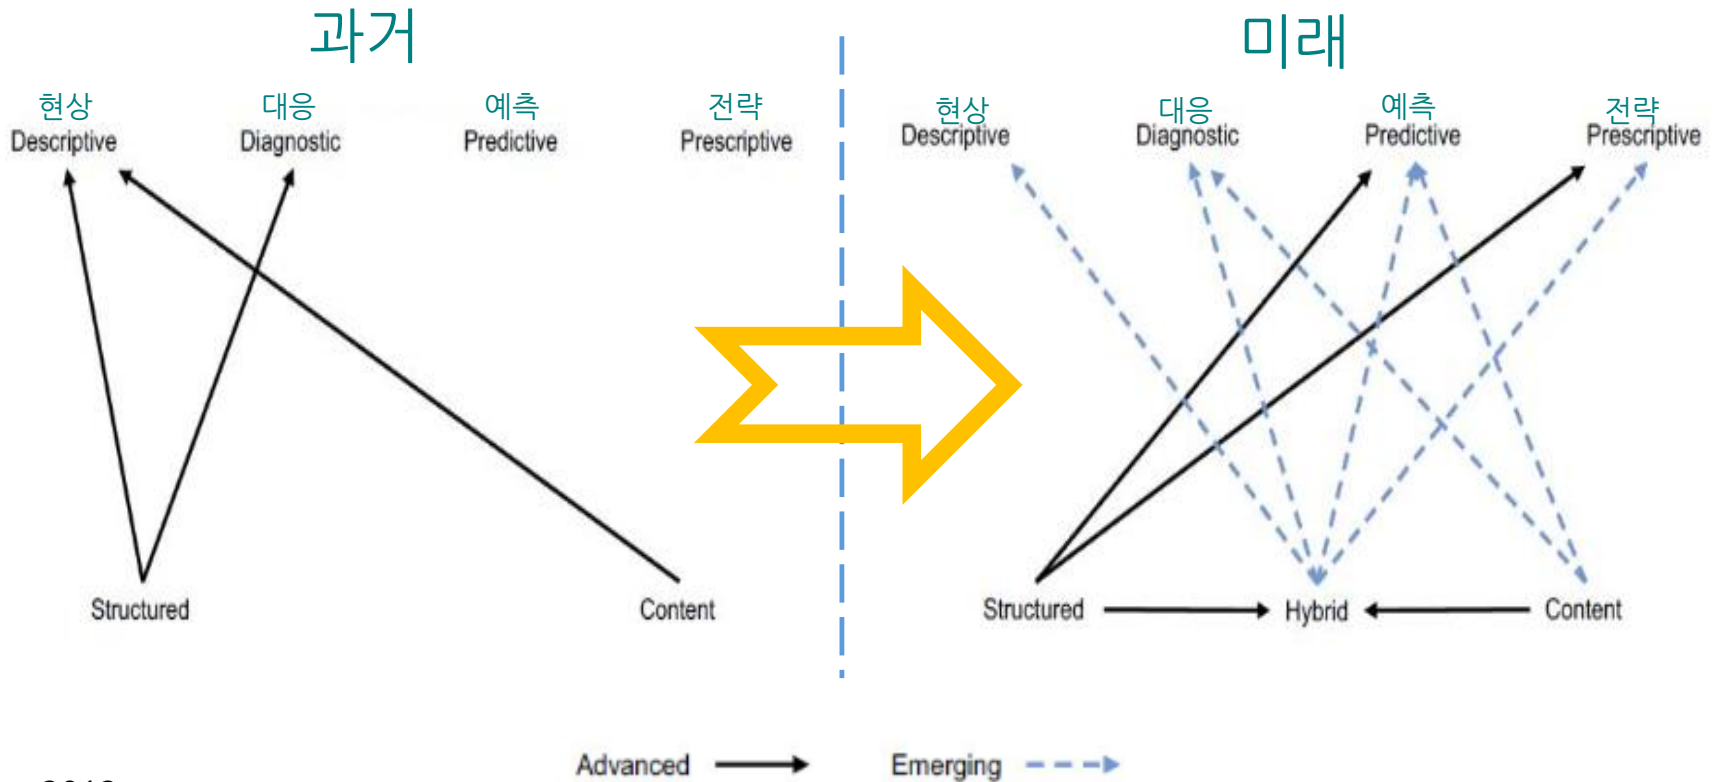 과거
미래
현상
Descriptive
대응
Diagnostic
예측
Predictive
전략
Prescriptive
현상
Descriptive
대응
Diagnostic
예측
Predictive
전략
Prescriptive
Structured
Content
Structured
Hybrid
Content
Advanced
Emerging